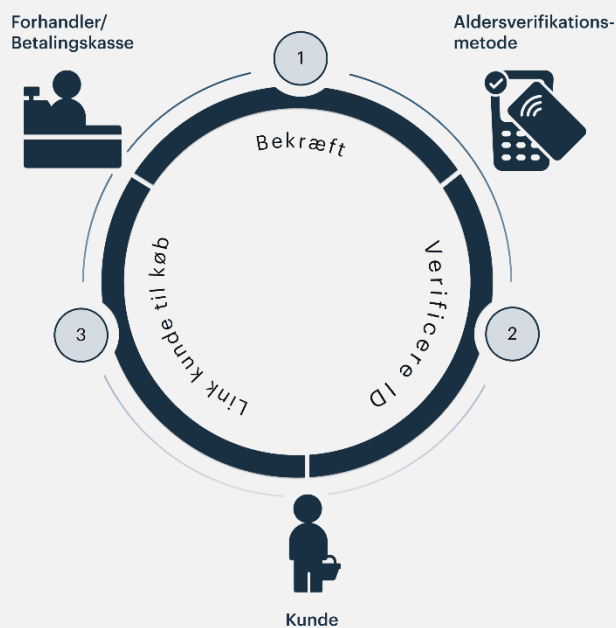 Forhandler/
Betalingskasse
Aldersverifikations-
metode
1
Bekræft
Verificere ID
2
Link kunde til køb
3
Kunde